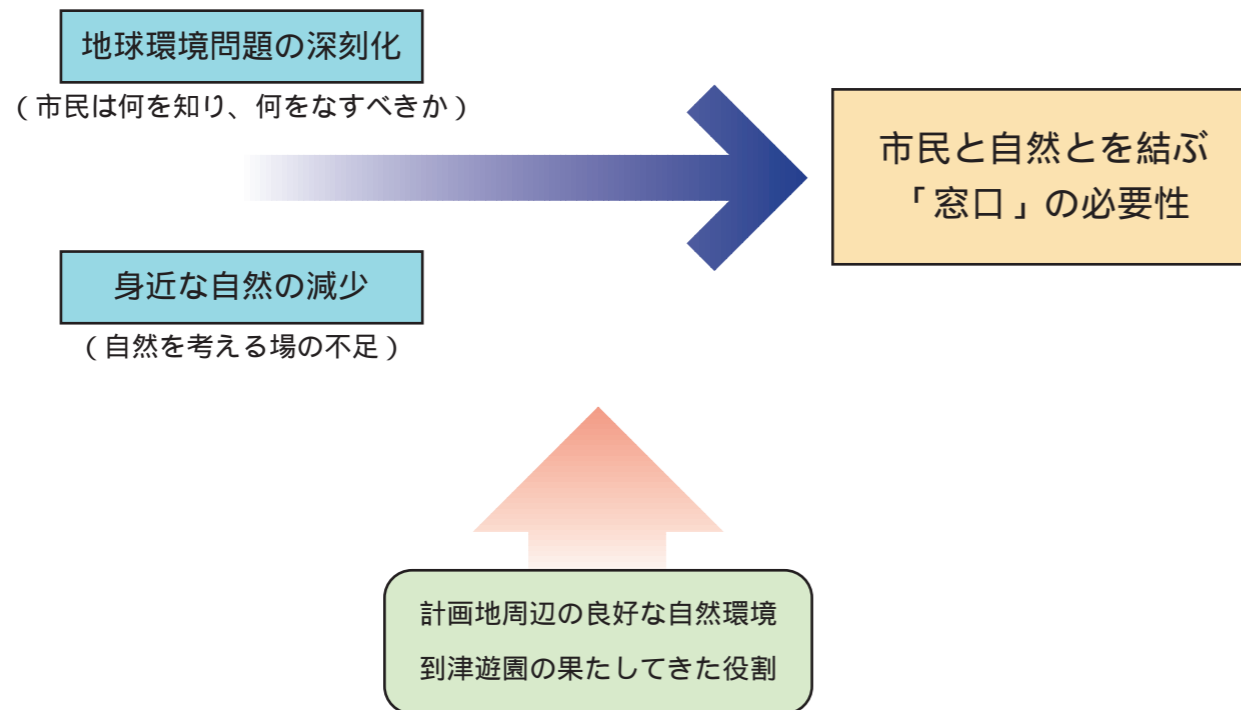 地球環境問題の深刻化
（市民は何を知り、何をなすべきか）
身近な自然の減少
（自然を考える場の不足）
市民と自然とを結ぶ
「窓口」の必要性
計画地周辺の良好な自然環境
到津遊園の果たしてきた役割